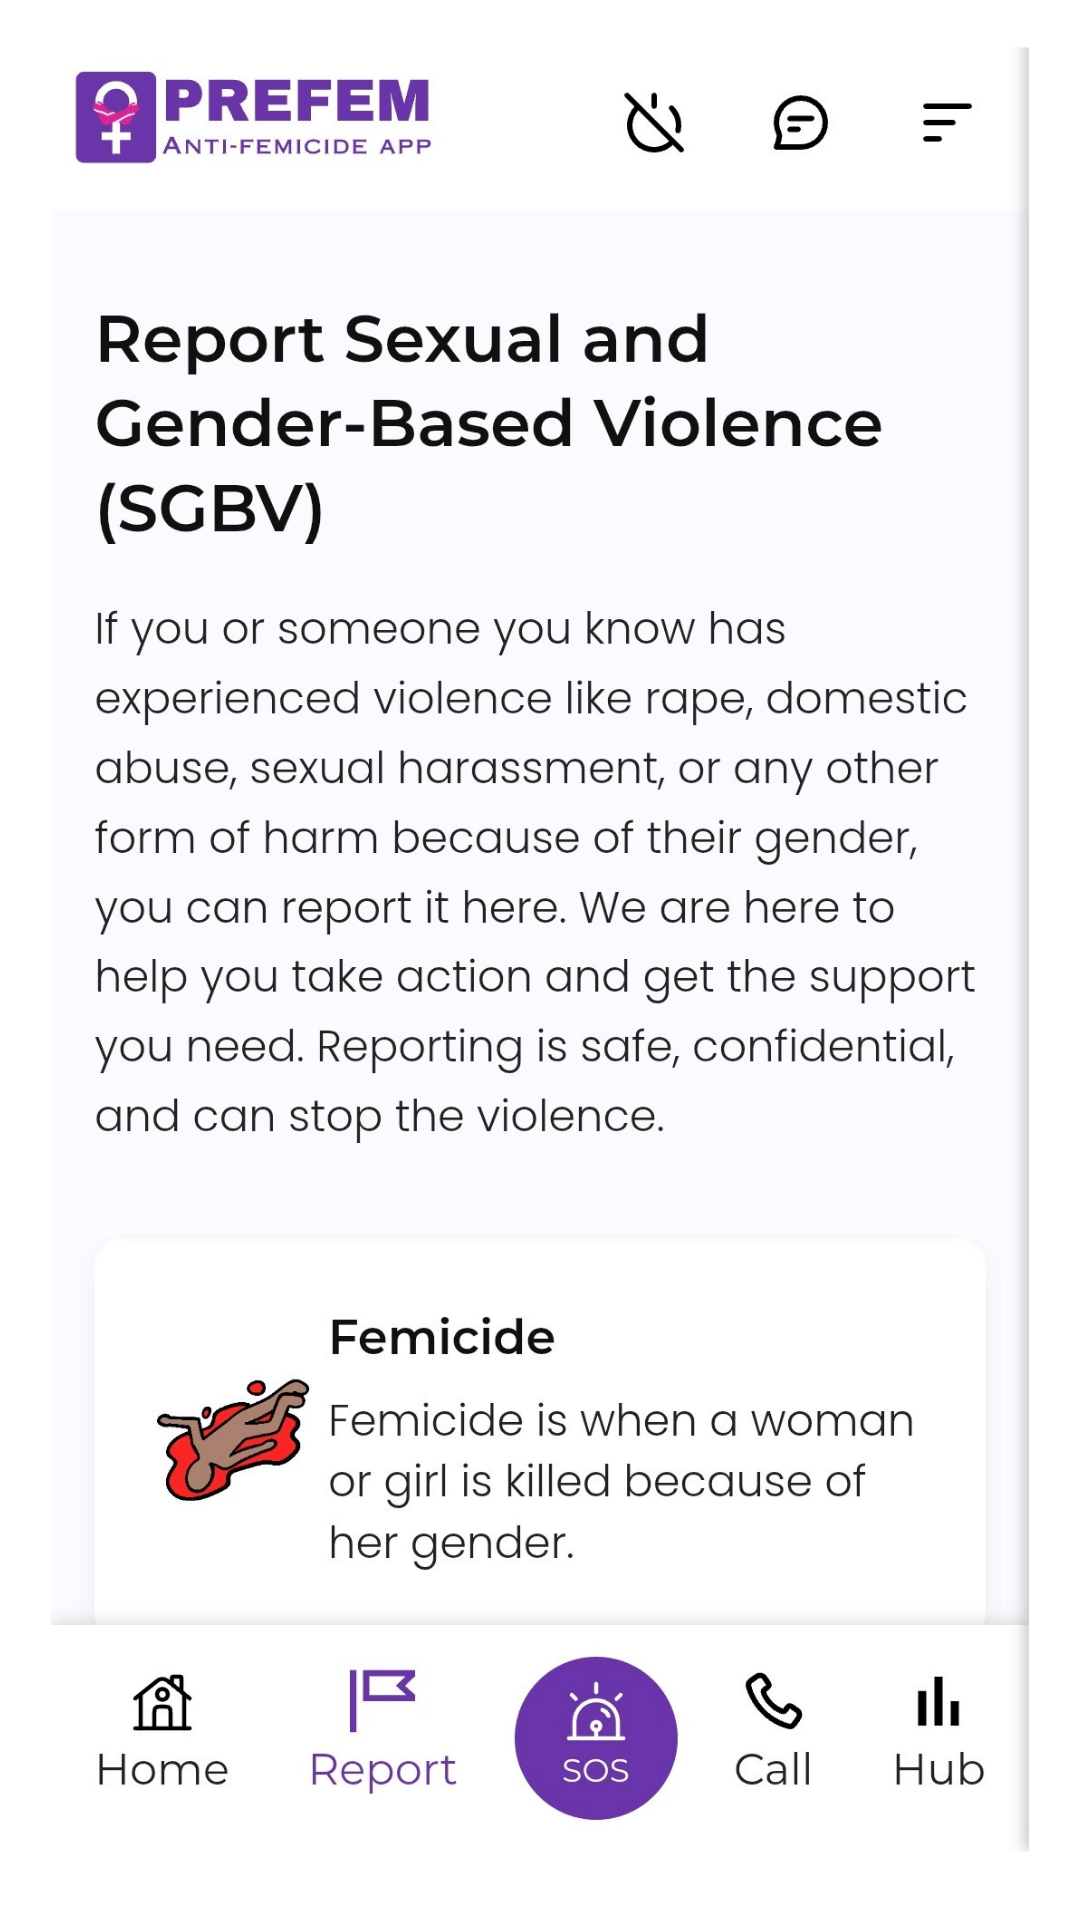 PREFEM
ANTI-FEMICIDE APP
Report Sexual and
Gender-Based Violence
(SGBV)
If you or someone you know has
experienced violence like rape, domestic
abuse, sexual harassment, or any other
form of harm because of their gender,
you can report it here. We are here to
help you take action and get the support
you need. Reporting is safe, confidential,
and can stop the violence.
Femicide
Femicide is when a woman
or girl is killed because of
her gender.
Home
Report
SOS
Call
Hub